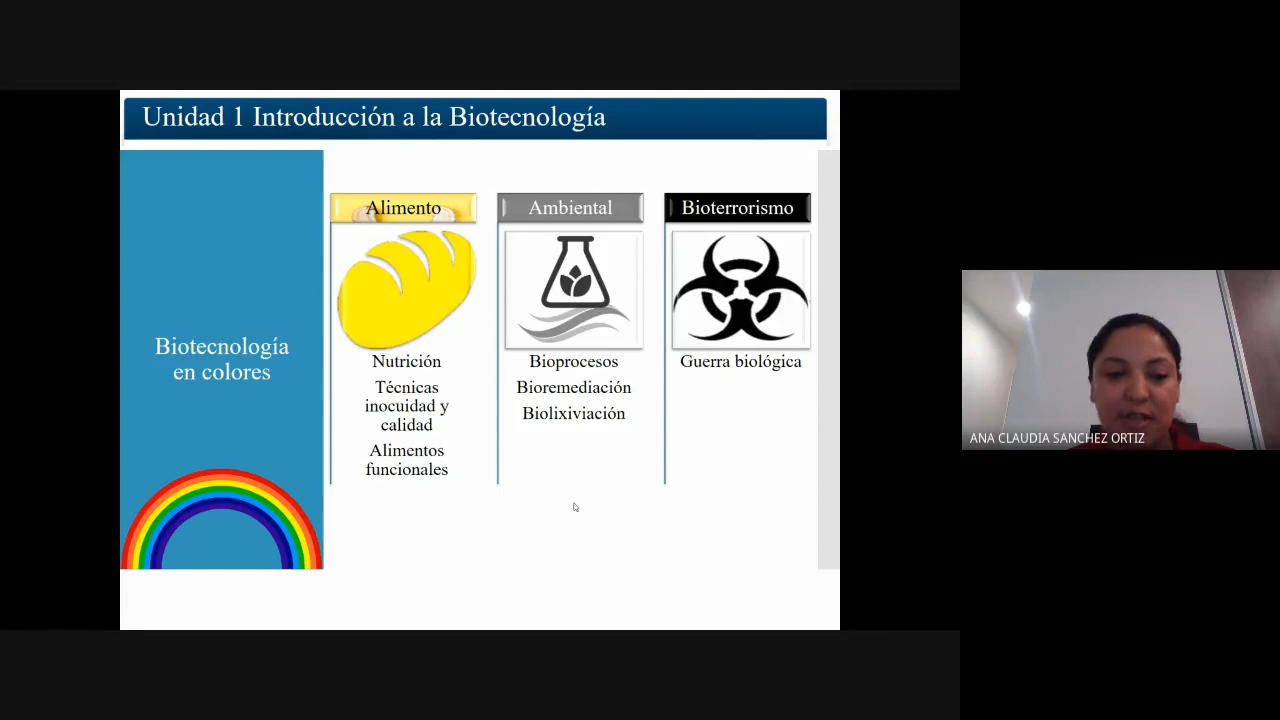 Unidad 1 Introducción a la Biotecnología
Biotecnología
en colores
Alimento
Nutrición
Técnicas
inocuidad y
calidad
Alimentos
funcionales
Ambiental
Bioprocesos
Bioremediación
Biolixiviación
Bioterrorismo
Guerra biológica
ANA CLAUDIA SANCHEZ ORTIZ